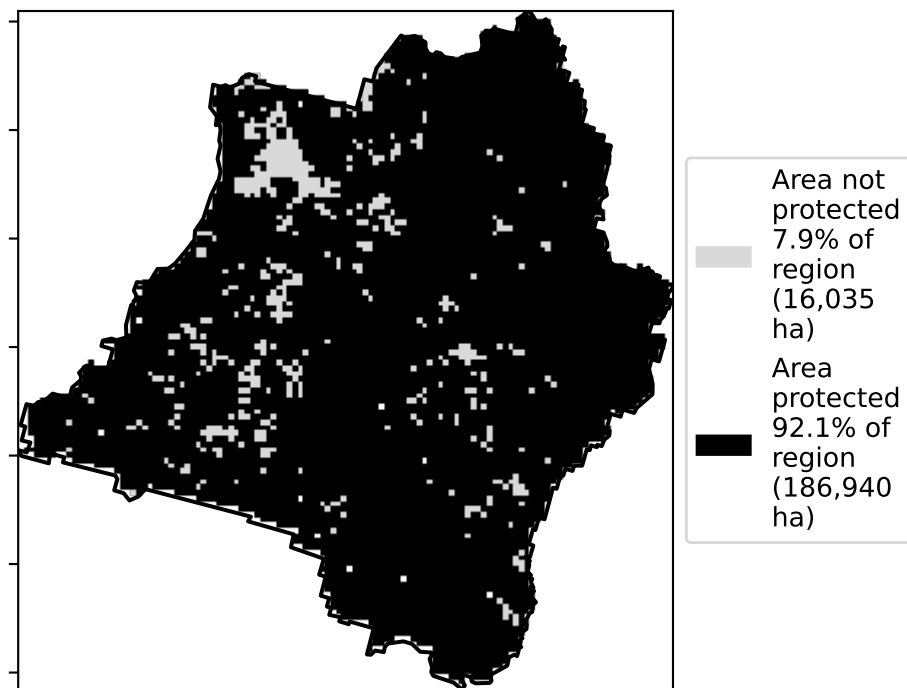 Area not
protected
7.9% of
region
(16,035
ha)
Area
protected
92.1% of
region
(186,940
ha)